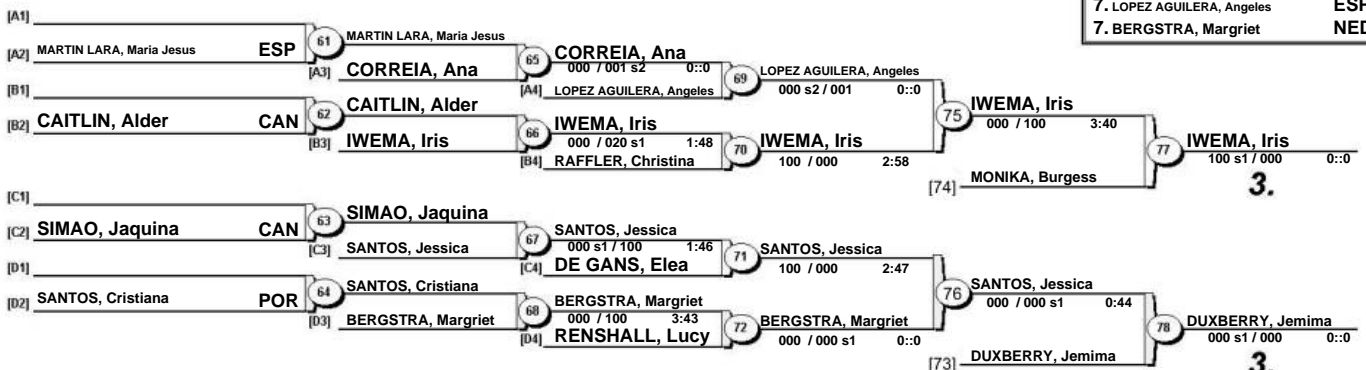 7. LOPEZ AGUILERA, Angeles ESP
7. BERGSTRA, Margriet NED
[A1]
[A2] MARTIN LARA, Maria Jesus ESP
61
MARTIN LARA, Maria Jesus
[A3] CORREIA, Ana
65
CORREIA, Ana
000 / 001 s2 0::0
[A4] LOPEZ AGUILERA, Angeles
69
LOPEZ AGUILERA, Angeles
000 s2 / 001 0::0
[B1]
[B2] CAITLIN, Alder CAN
62
CAITLIN, Alder
[B3] IWEMA, Iris
66
IWEMA, Iris
000 / 020 s1 1:48
[B4] RAFFLER, Christina
70
IWEMA, Iris
100 / 000 2:58
75
IWEMA, Iris
000 / 100 3:40
[74] MONIKA, Burgess
77
IWEMA, Iris
100 s1 / 000 0::0
3.
[C1]
[C2] SIMAO, Jaquina CAN
63
SIMAO, Jaquina
[C3] SANTOS, Jessica
67
SANTOS, Jessica
000 s1 / 100 1:46
[C4] DE GANS, Elea
71
SANTOS, Jessica
100 / 000 2:47
[D1]
[D2] SANTOS, Cristiana POR
64
SANTOS, Cristiana
[D3] BERGSTRA, Margriet
68
BERGSTRA, Margriet
000 / 100 3:43
[D4] RENSHALL, Lucy
72
BERGSTRA, Margriet
000 / 000 s1 0::0
76
SANTOS, Jessica
000 / 000 s1 0:44
[73] DUXBERRY, Jemima
78
DUXBERRY, Jemima
000 s1 / 000 0::0
3.